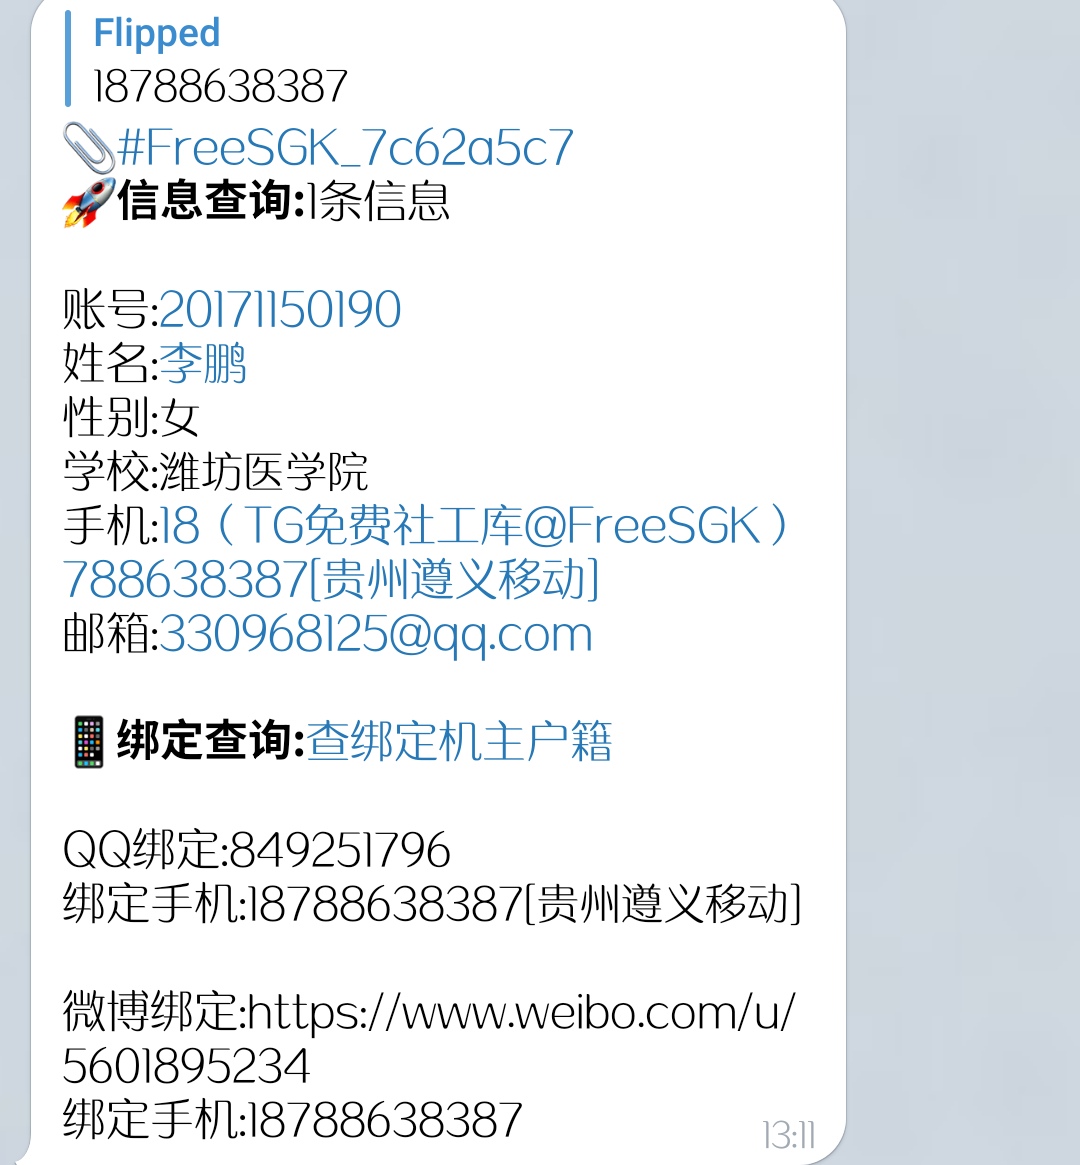 Flipped
18788638387
#FreeSGK_7c62a5c7
信息查询:1条信息
账号:20171150190
姓名:李鹏
性别:女
学校:潍坊医学院
手机:18（TG免费社工库@FreeSGK）
788638387[贵州遵义移动]
邮箱:330968125@qq.com
绑定查询:查绑定机主户籍
QQ绑定:849251796
绑定手机:18788638387[贵州遵义移动]
微博绑定:https://www.weibo.com/u/
5601895234
绑定手机:18788638387
13:11